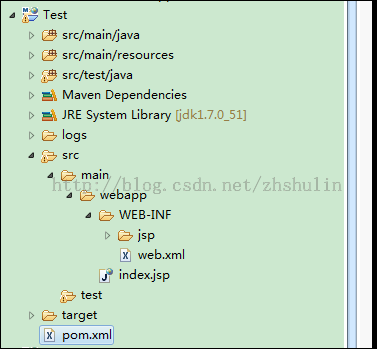 Test
src/main/java
src/main/resources
src/test/java
Maven Dependencies
JRE System Library [jdk1.7.0_51]
logs
src
main
http://blog.csdn.net/zhshulin
webapp
WEB-INF
jsp
web.xml
index.jsp
test
target
pom.xml